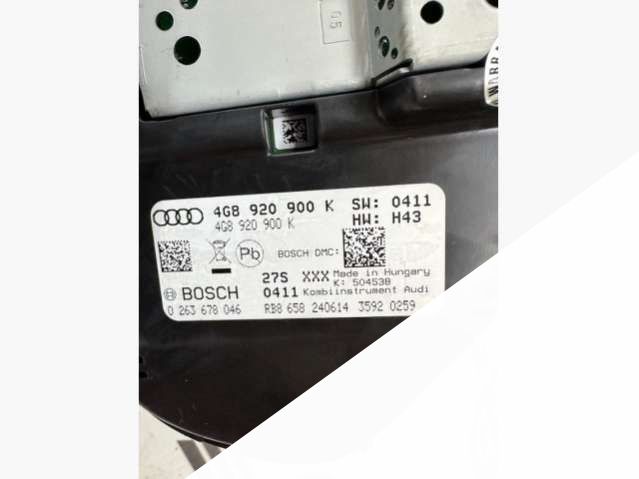 4G8 920 900 K SW: 0411
4G8 920 900 K HW: H43
Pb BOSCH DMC:
27S XXX Made in Hungary
K: 504538
BOSCH 0411 Kombiinstrument Audi
0 263 678 046 RB8 658 240614 3592 0259